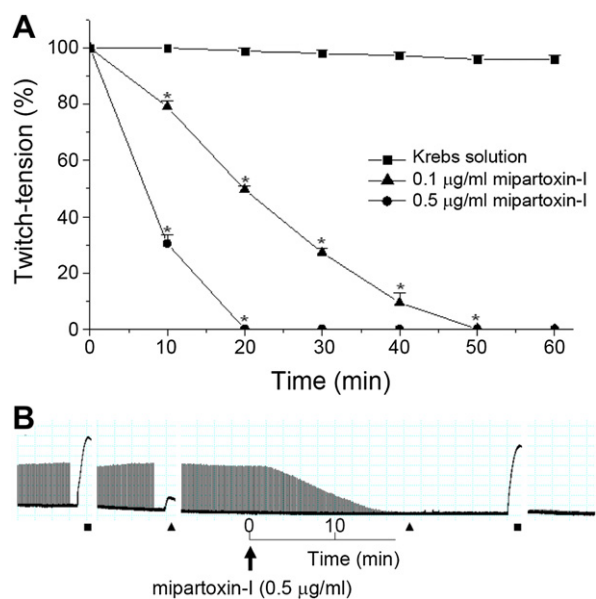 A
Twitch-tension (%)
100
80
60
40
20
0
* * * * * * *
Krebs solution
0.1 µg/ml mipartoxin-I
0.5 µg/ml mipartoxin-I
0 10 20 30 40 50 60
Time (min)
B
0 10
Time (min)
mipartoxin-I (0.5 µg/ml)